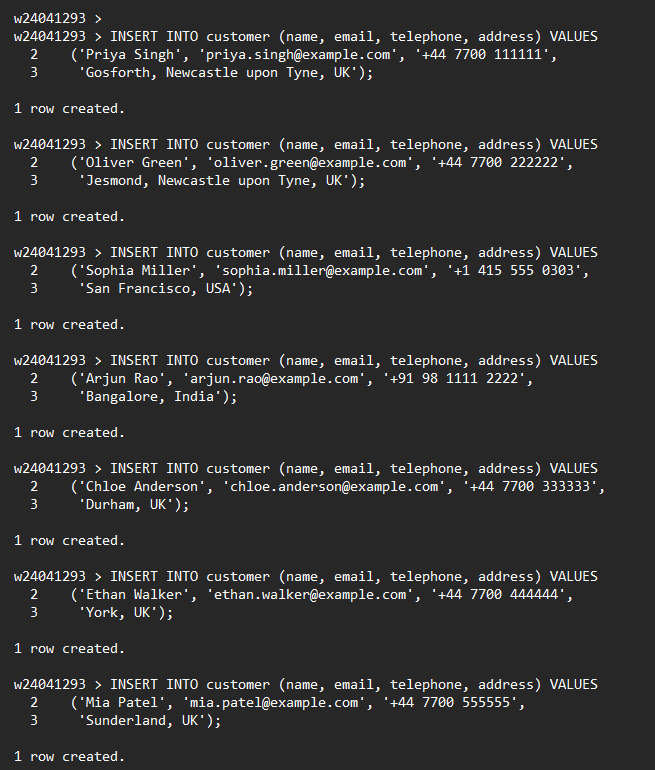 w24041293 >
w24041293 > INSERT INTO customer (name, email, telephone, address) VALUES
  2    ('Priya Singh', 'priya.singh@example.com', '+44 7700 111111',
  3     'Gosforth, Newcastle upon Tyne, UK');
1 row created.
w24041293 > INSERT INTO customer (name, email, telephone, address) VALUES
  2    ('Oliver Green', 'oliver.green@example.com', '+44 7700 222222',
  3     'Jesmond, Newcastle upon Tyne, UK');
1 row created.
w24041293 > INSERT INTO customer (name, email, telephone, address) VALUES
  2    ('Sophia Miller', 'sophia.miller@example.com', '+1 415 555 0303',
  3     'San Francisco, USA');
1 row created.
w24041293 > INSERT INTO customer (name, email, telephone, address) VALUES
  2    ('Arjun Rao', 'arjun.rao@example.com', '+91 98 1111 2222',
  3     'Bangalore, India');
1 row created.
w24041293 > INSERT INTO customer (name, email, telephone, address) VALUES
  2    ('Chloe Anderson', 'chloe.anderson@example.com', '+44 7700 333333',
  3     'Durham, UK');
1 row created.
w24041293 > INSERT INTO customer (name, email, telephone, address) VALUES
  2    ('Ethan Walker', 'ethan.walker@example.com', '+44 7700 444444',
  3     'York, UK');
1 row created.
w24041293 > INSERT INTO customer (name, email, telephone, address) VALUES
  2    ('Mia Patel', 'mia.patel@example.com', '+44 7700 555555',
  3     'Sunderland, UK');
1 row created.